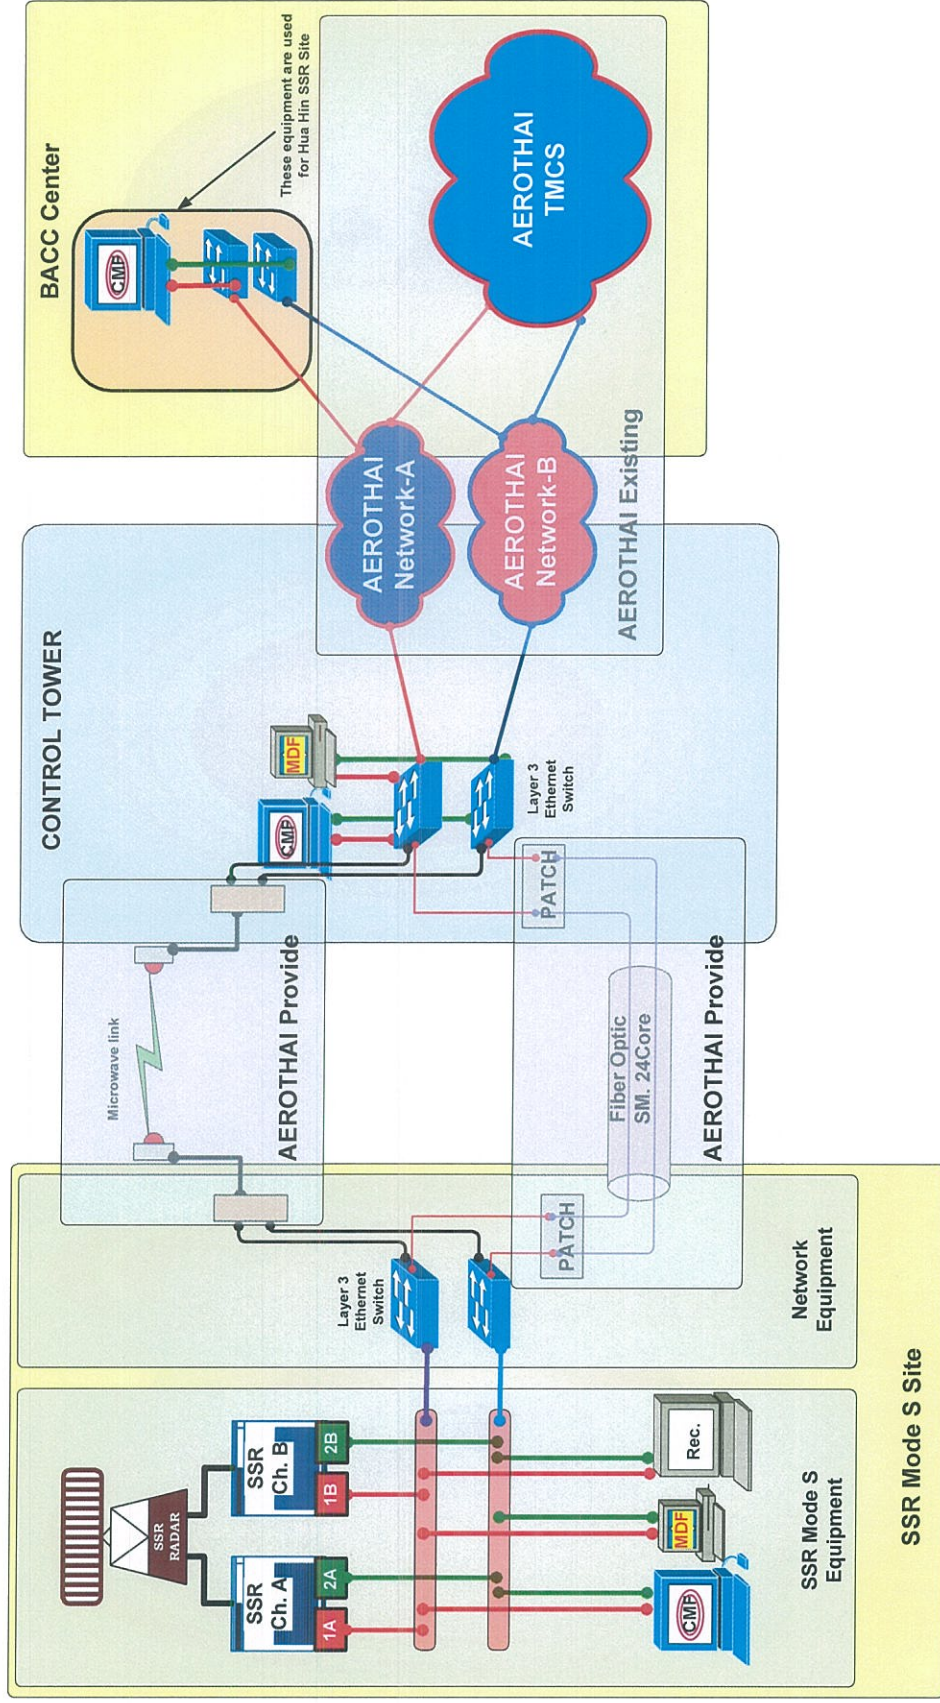 SSR
RADAR
SSR
Ch. A
1A
2A
SSR
Ch. B
1B
2B
CMP
MDF
Rec.
SSR Mode S
Equipment
Layer 3
Ethernet
Switch
Network
Equipment
SSR Mode S Site
Microwave link
AEROTHAI Provide
PATCH
Fiber Optic
SM. 24Core
PATCH
AEROTHAI Provide
CONTROL TOWER
CMP
MDF
Layer 3
Ethernet
Switch
AEROTHAI
Network-A
AEROTHAI
Network-B
AEROTHAI Existing
BACC Center
CMP
These equipment are used
for Hua Hin SSR Site
AEROTHAI
TMCS